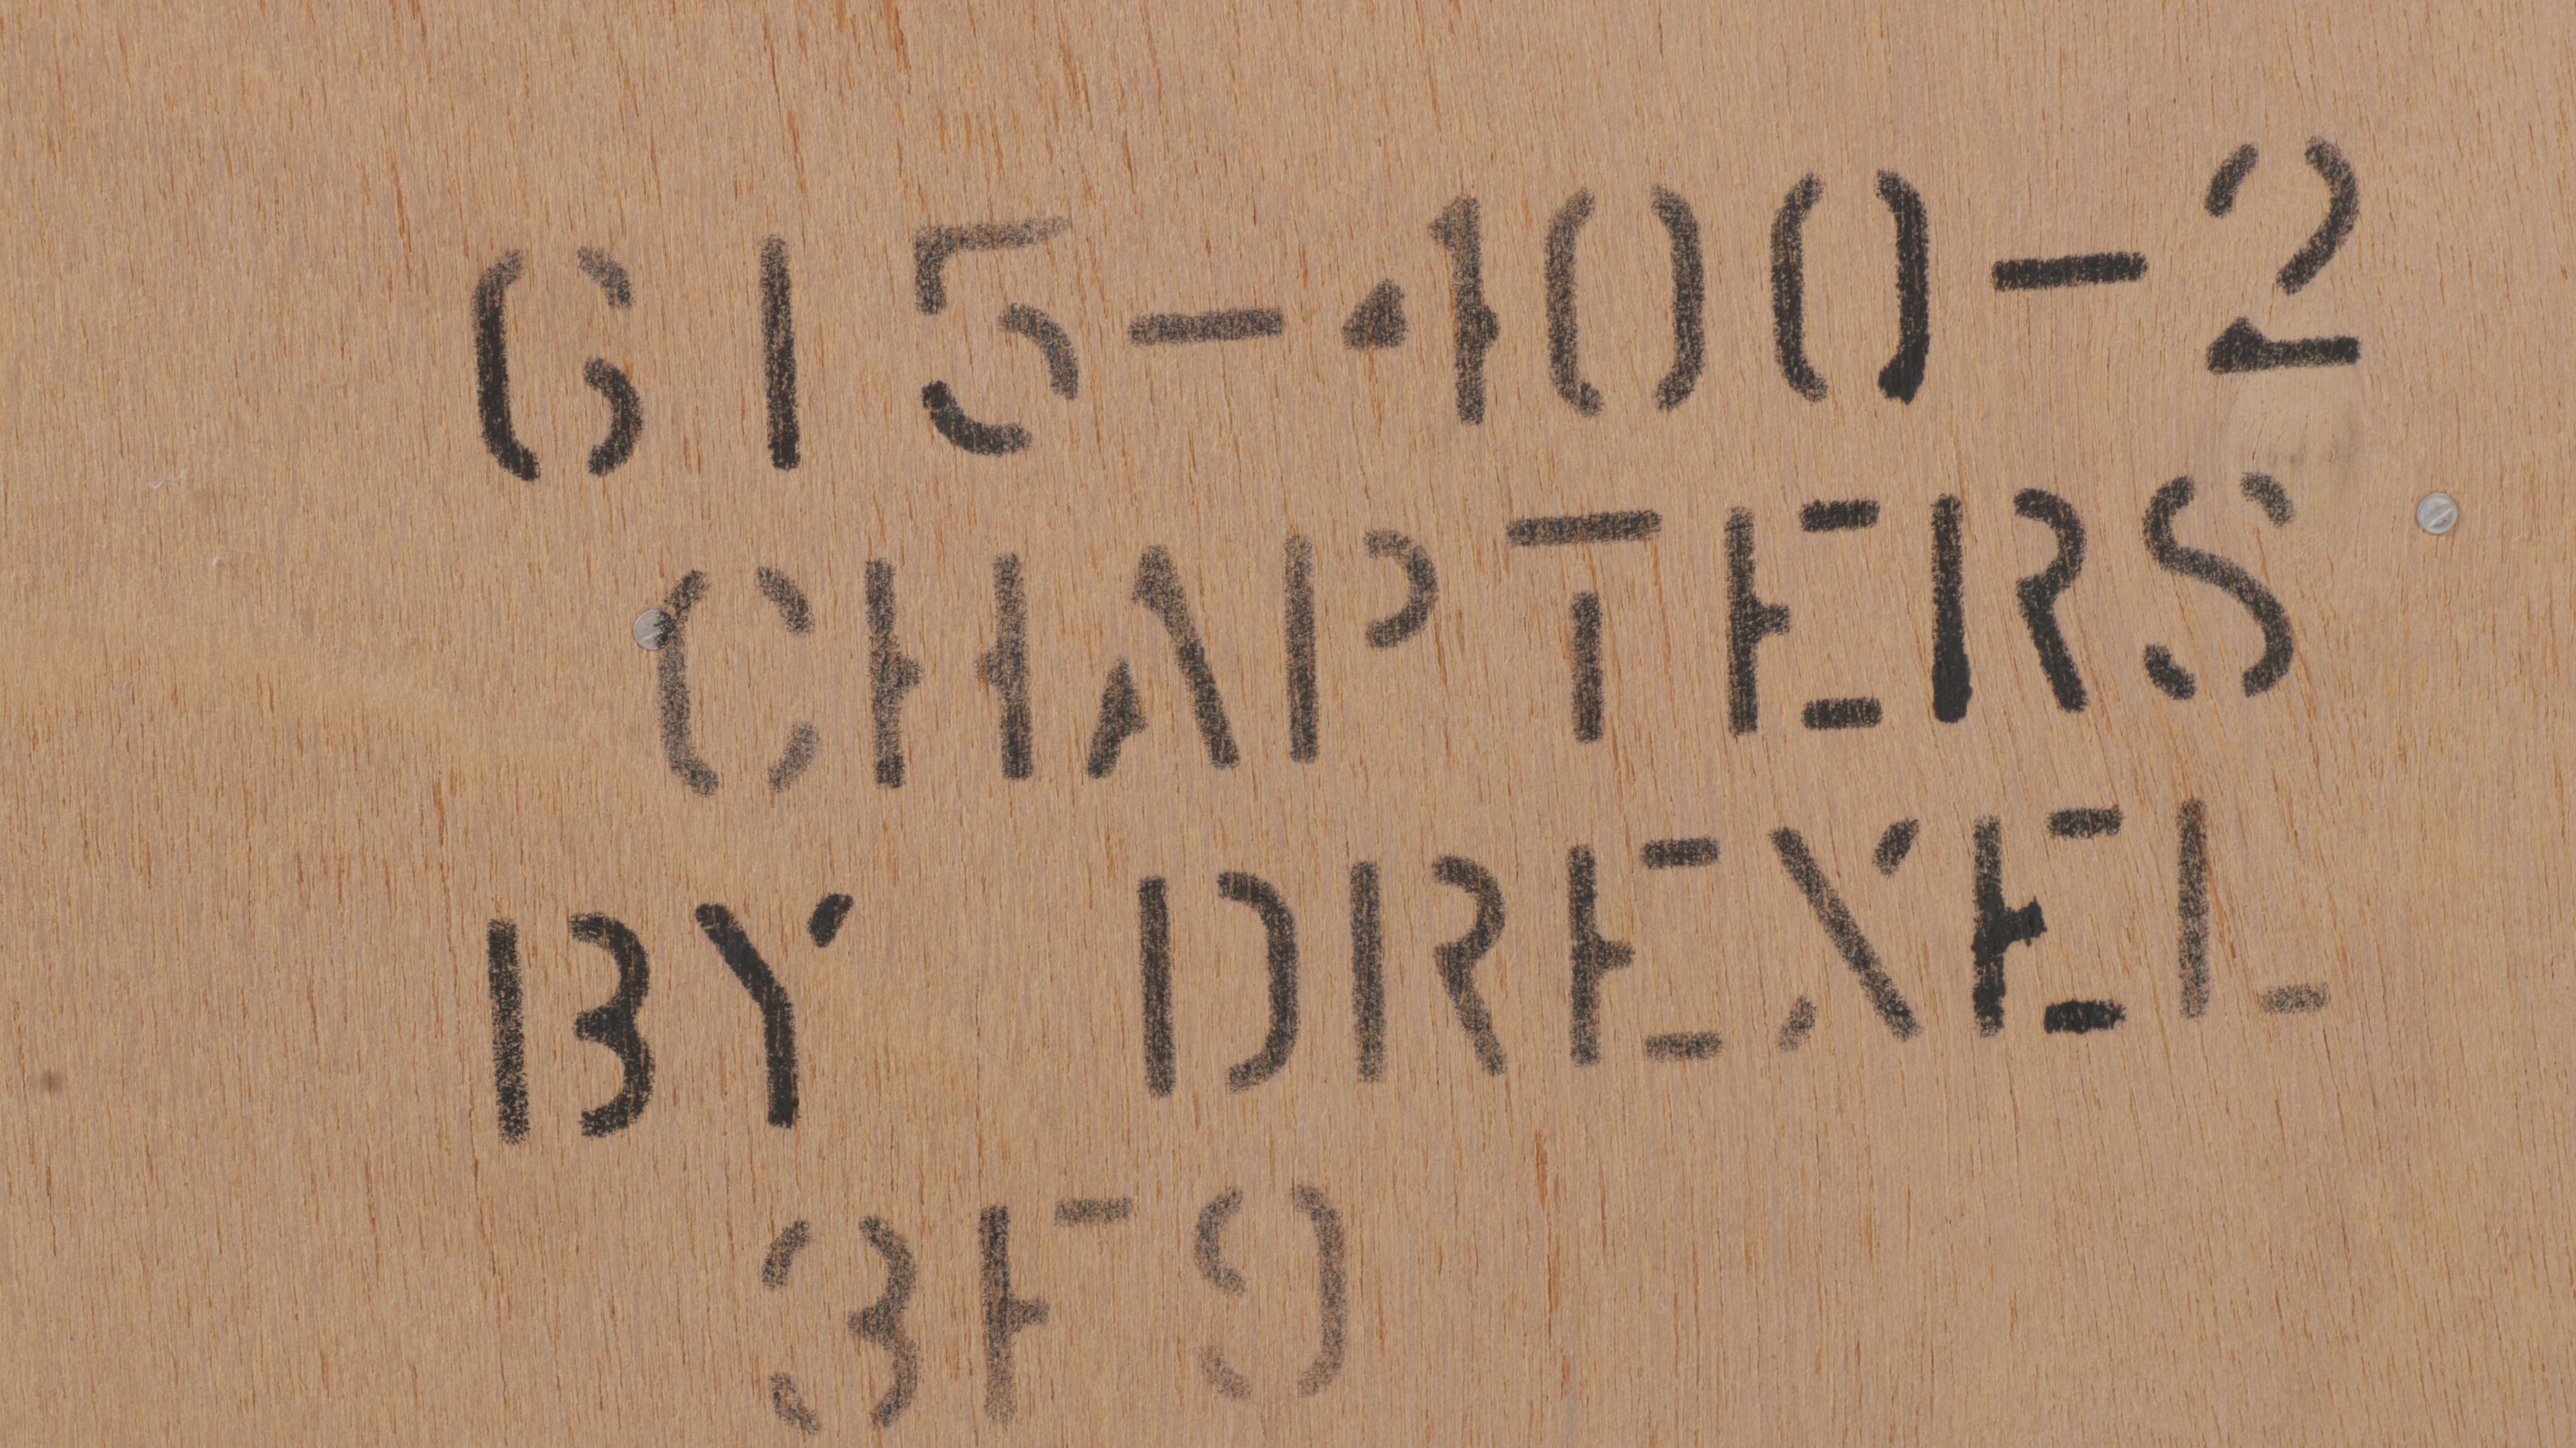 615-400-2
CHAPTERS
BY DREXEL
3F9